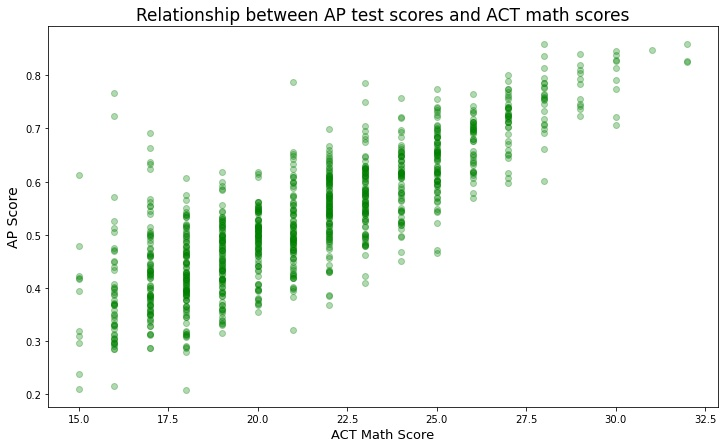 Relationship between AP test scores and ACT math scores
AP Score
0.8
0.7
0.6
0.5
0.4
0.3
0.2
15.0 17.5 20.0 22.5 25.0 27.5 30.0 32.5
ACT Math Score